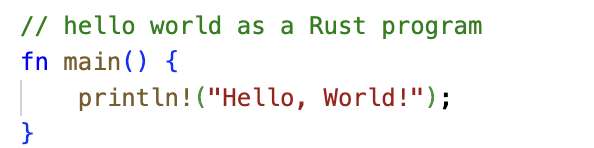 // hello world as a Rust program
fn main() {
    println!("Hello, World!");
}